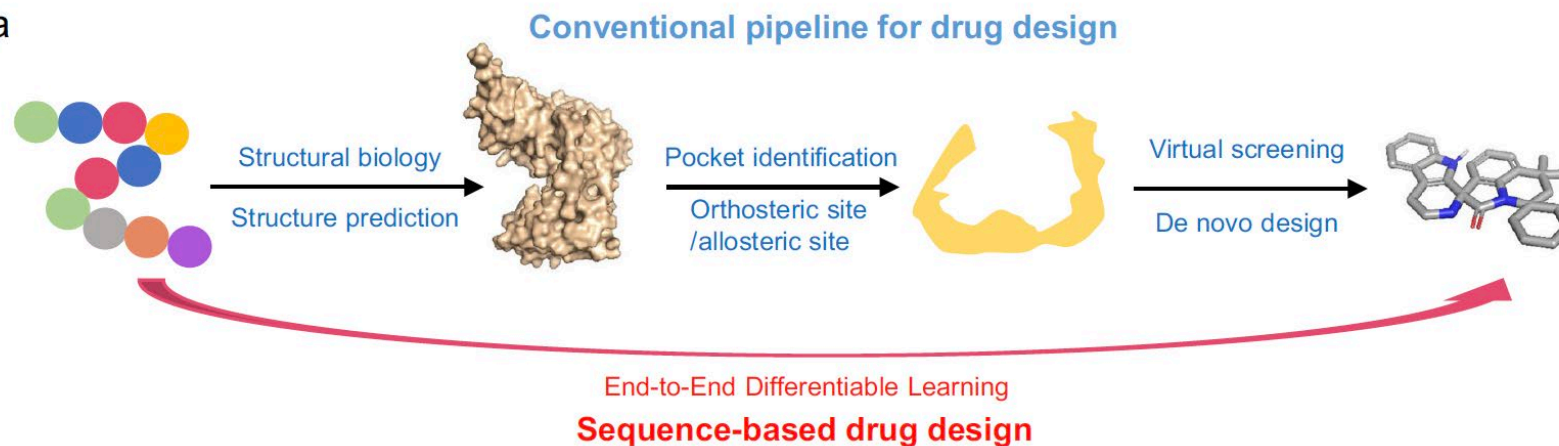 a
Conventional pipeline for drug design
Structural biology
Structure prediction
Pocket identification
Orthosteric site
/allosteric site
Virtual screening
De novo design
End-to-End Differentiable Learning
Sequence-based drug design